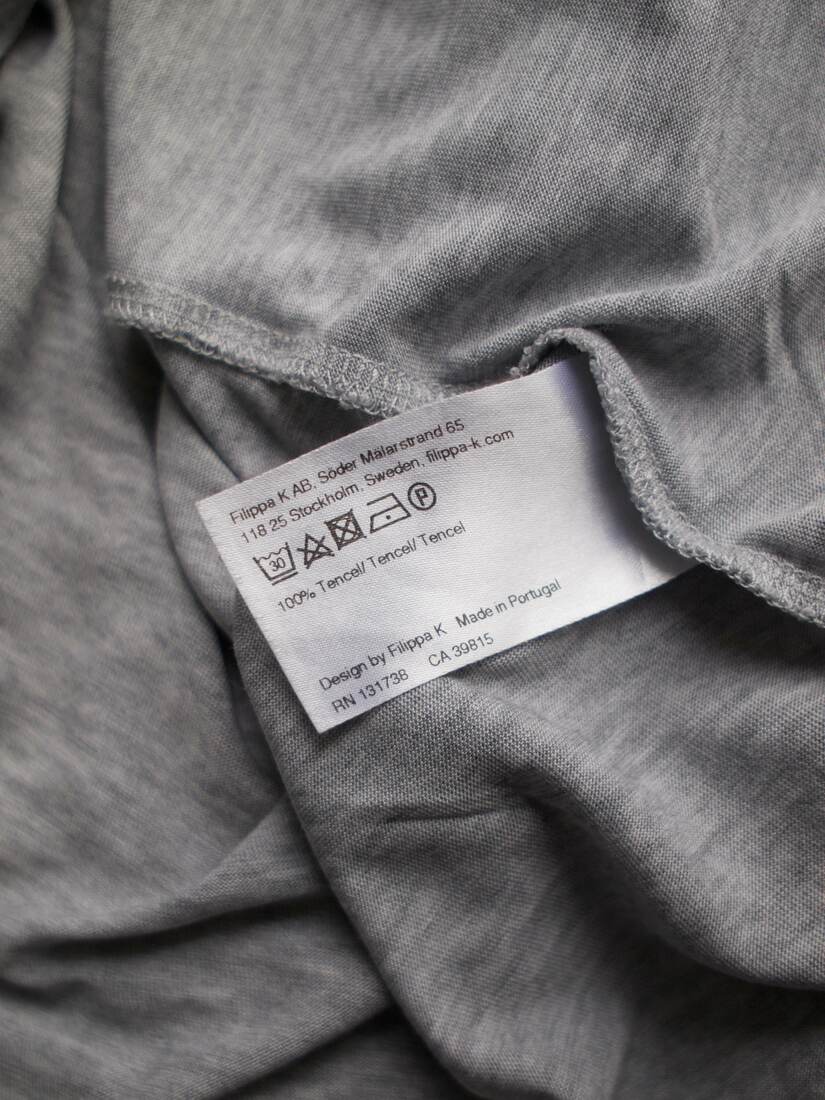 Filippa K AB, Söder Mälarstrand 65
118 25 Stockholm, Sweden, filippa-k.com
30 P
100% Tencel/ Tencel/ Tencel
Design by Filippa K Made in Portugal
RN 131738 CA 39815